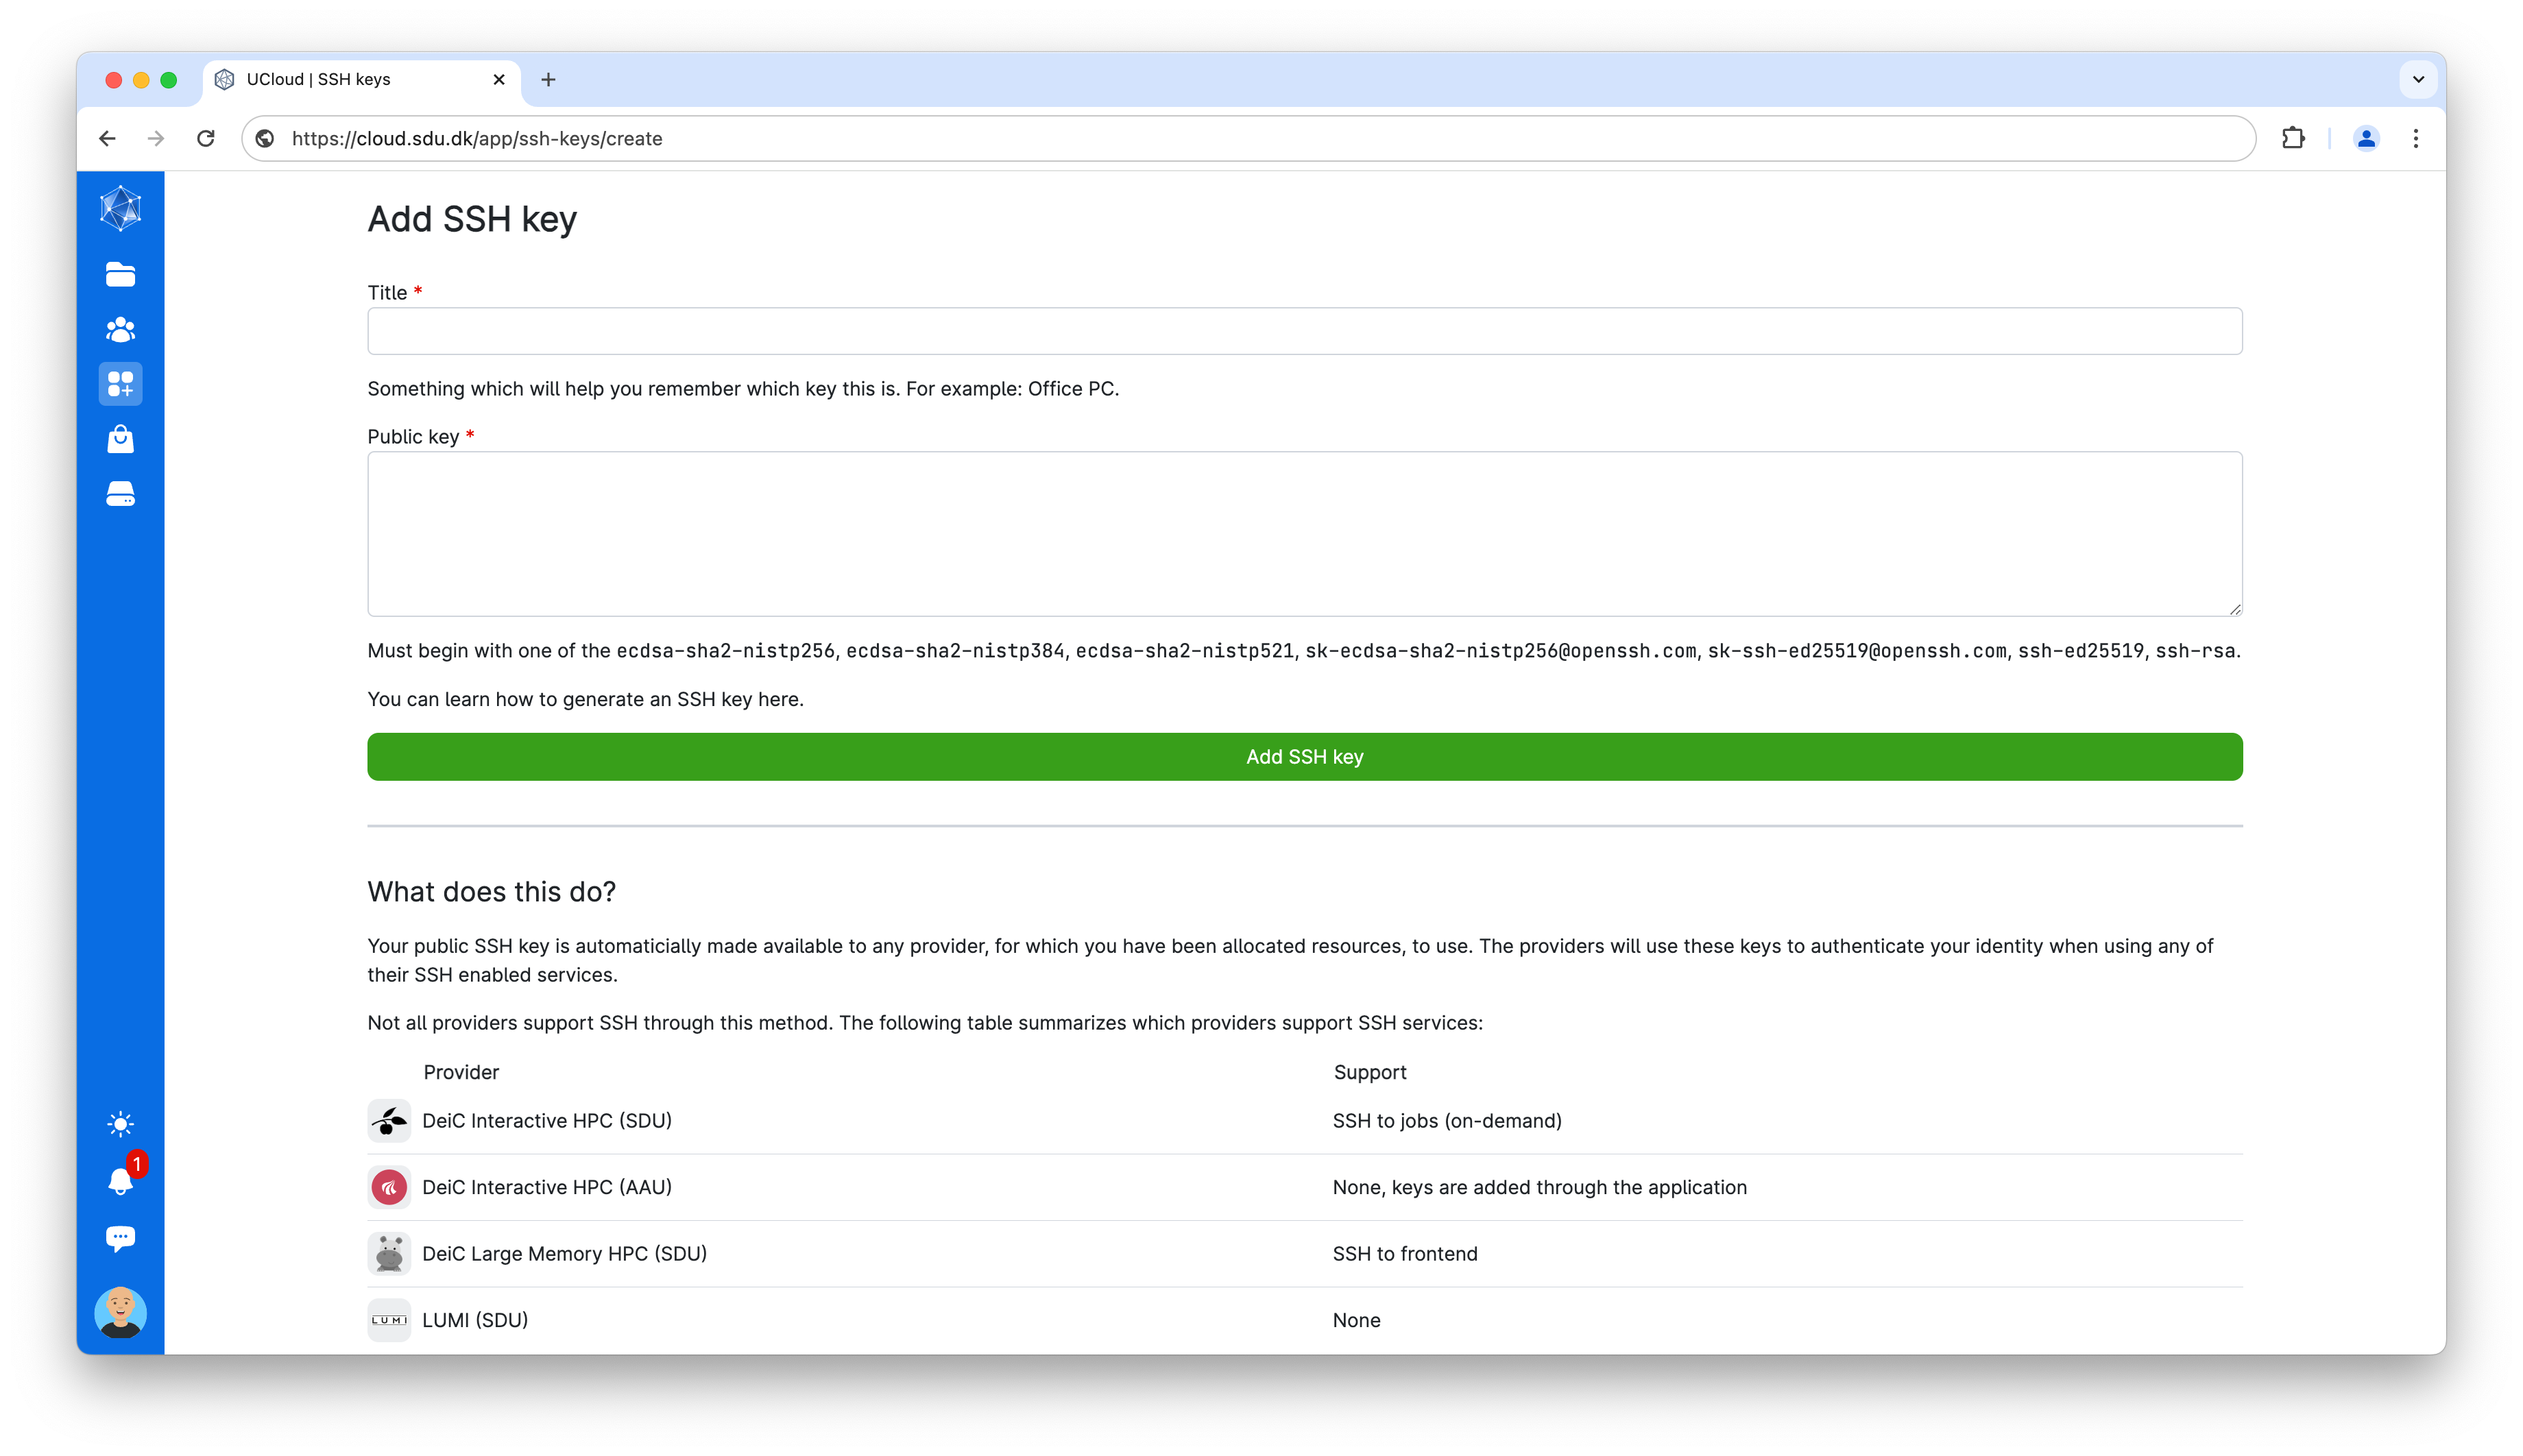 UCloud | SSH keys
https://cloud.sdu.dk/app/ssh-keys/create
Add SSH key
Title *
Something which will help you remember which key this is. For example: Office PC.
Public key *
Must begin with one of the ecdsa-sha2-nistp256, ecdsa-sha2-nistp384, ecdsa-sha2-nistp521, sk-ecdsa-sha2-nistp256@openssh.com, sk-ssh-ed25519@openssh.com, ssh-ed25519, ssh-rsa.
You can learn how to generate an SSH key here.
Add SSH key
What does this do?
Your public SSH key is automaticially made available to any provider, for which you have been allocated resources, to use. The providers will use these keys to authenticate your identity when using any of
their SSH enabled services.
Not all providers support SSH through this method. The following table summarizes which providers support SSH services:
Provider Support
DeiC Interactive HPC (SDU) SSH to jobs (on-demand)
1
DeiC Interactive HPC (AAU) None, keys are added through the application
DeiC Large Memory HPC (SDU) SSH to frontend
LUMI LUMI (SDU) None